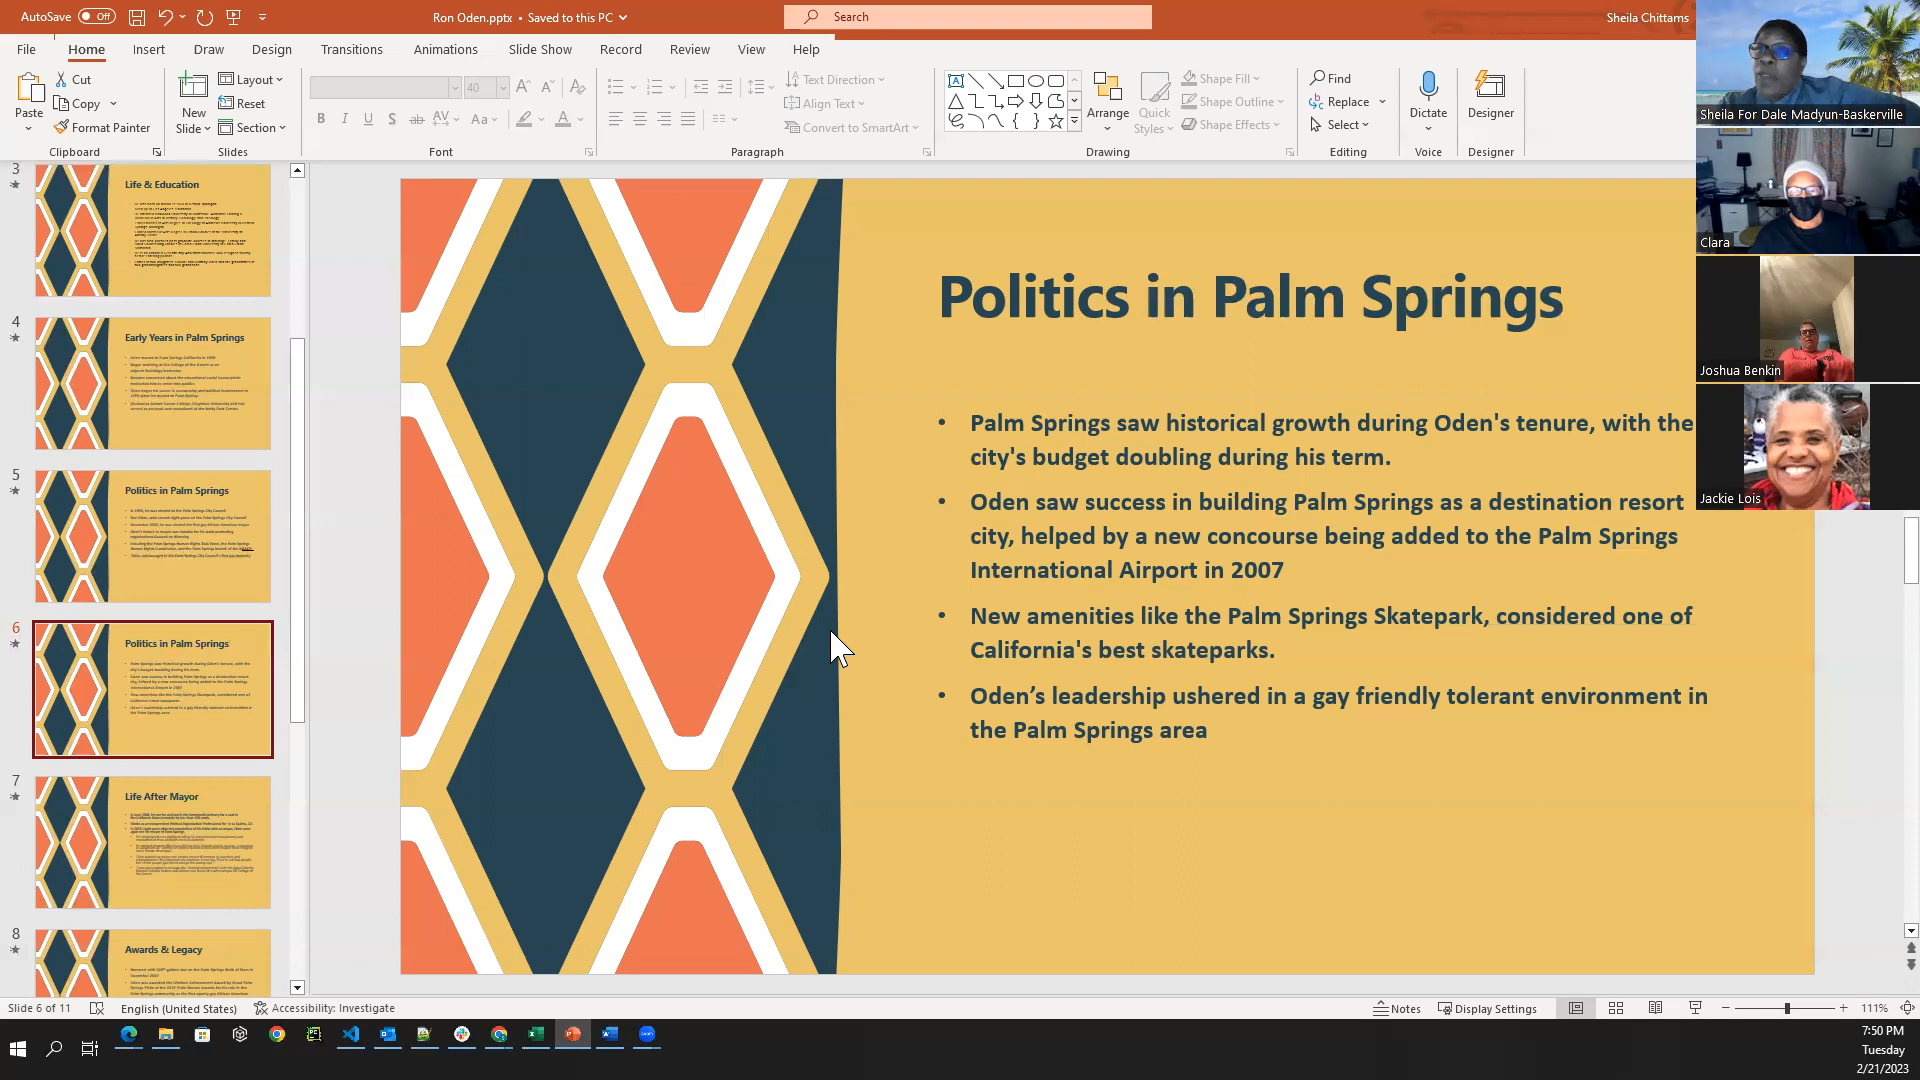 AutoSave Off
Ron Oden.pptx • Saved to this PC
Search
Sheila Chittams
File Home Insert Draw Design Transitions Animations Slide Show Record Review View Help
Paste
Cut
Copy
Format Painter
Clipboard
New Slide
Layout
Reset
Section
Slides
40
Font
Text Direction
Align Text
Convert to SmartArt
Paragraph
Arrange
Quick Styles
Shape Fill
Shape Outline
Shape Effects
Drawing
Find
Replace
Select
Editing
Dictate
Voice
Designer
Designer
Sheila For Dale Madyun-Baskerville
Clara
Joshua Benkin
Jackie Lois
3
Life & Education
4
Early Years in Palm Springs
5
Politics in Palm Springs
6
Politics in Palm Springs
7
Life After Mayor
8
Awards & Legacy
Politics in Palm Springs
• Palm Springs saw historical growth during Oden's tenure, with the
city's budget doubling during his term.
• Oden saw success in building Palm Springs as a destination resort
city, helped by a new concourse being added to the Palm Springs
International Airport in 2007
• New amenities like the Palm Springs Skatepark, considered one of
California's best skateparks.
• Oden’s leadership ushered in a gay friendly tolerant environment in
the Palm Springs area
Slide 6 of 11
English (United States)
Accessibility: Investigate
Notes
Display Settings
111%
7:50 PM
Tuesday
2/21/2023